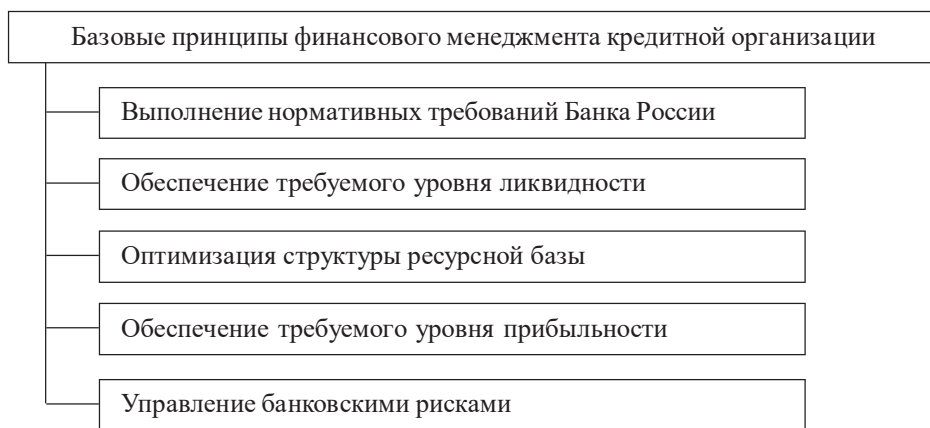 Базовые принципы финансового менеджмента кредитной организации
Выполнение нормативных требований Банка России
Обеспечение требуемого уровня ликвидности
Оптимизация структуры ресурсной базы
Обеспечение требуемого уровня прибыльности
Управление банковскими рисками